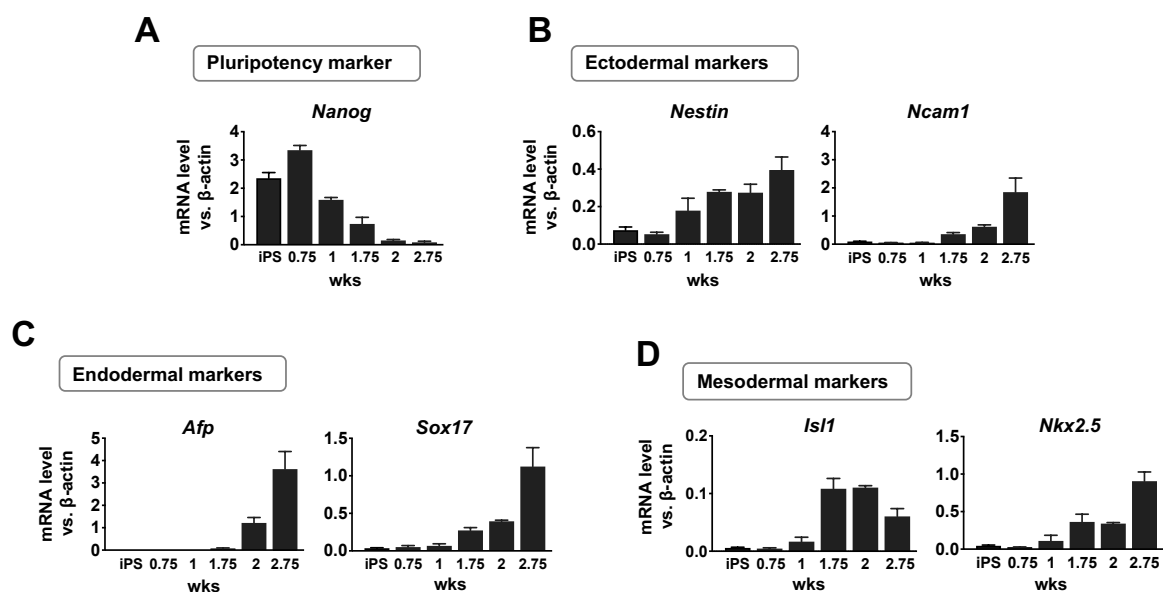 A
Pluripotency marker
Nanog
mRNA level
vs. β-actin
4
3
2
1
0
iPS 0.75 1 1.75 2 2.75
wks
B
Ectodermal markers
Nestin
mRNA level
vs. β-actin
0.6
0.4
0.2
0.0
iPS 0.75 1 1.75 2 2.75
wks
Ncam1
4
3
2
1
0
iPS 0.75 1 1.75 2 2.75
wks
C
Endodermal markers
Afp
mRNA level
vs. β-actin
5
4
3
2
1
0
iPS 0.75 1 1.75 2 2.75
wks
Sox17
1.5
1.0
0.5
0.0
iPS 0.75 1 1.75 2 2.75
wks
D
Mesodermal markers
Isl1
mRNA level
vs. β-actin
0.2
0.1
0.0
iPS 0.75 1 1.75 2 2.75
wks
Nkx2.5
1.5
1.0
0.5
0.0
iPS 0.75 1 1.75 2 2.75
wks